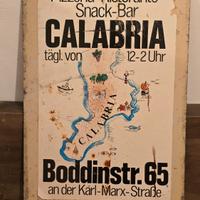 Pizzeria-Ristorante
Snack-Bar
CALABRIA
tägl. von 12-2 Uhr
CALABRIA
Boddinstr. 65
an der Karl-Marx-Straße